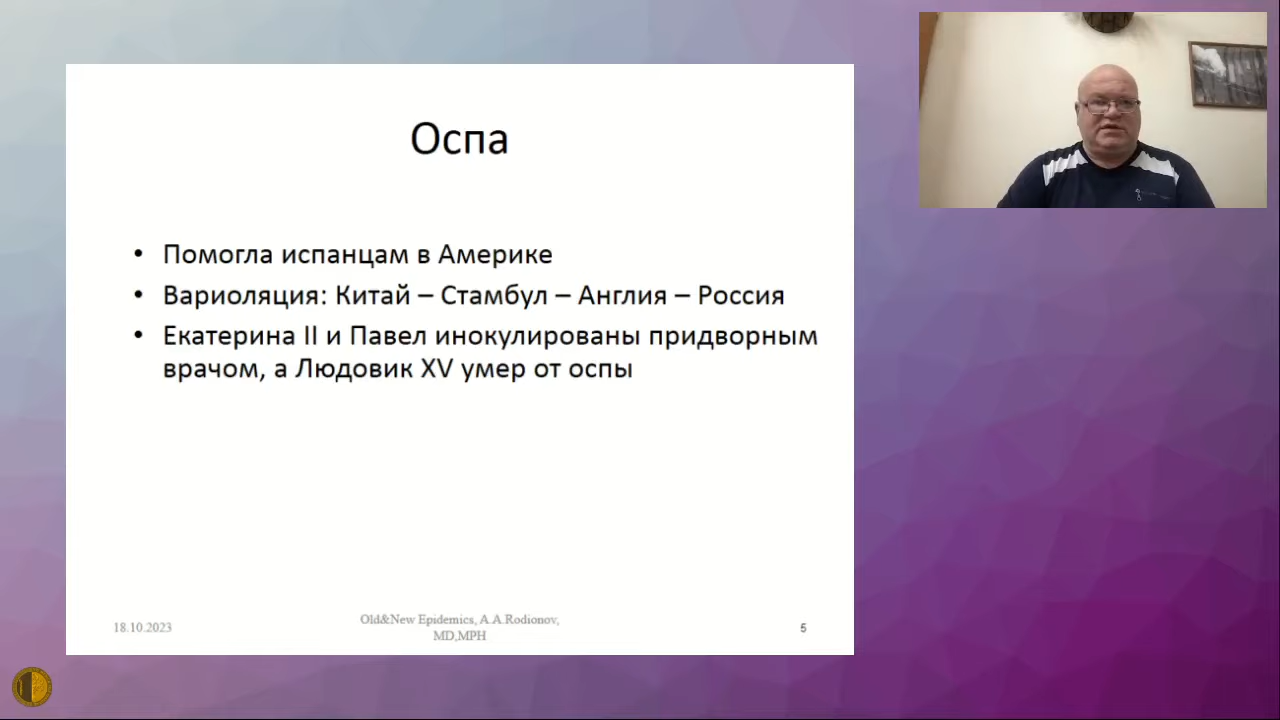 Оспа
• Помогла испанцам в Америке
• Вариоляция: Китай – Стамбул – Англия – Россия
• Екатерина II и Павел инокулированы придворным
врачом, а Людовик XV умер от оспы
18.10.2023
Old&New Epidemics, A.A.Rodionov,
MD,MPH
5